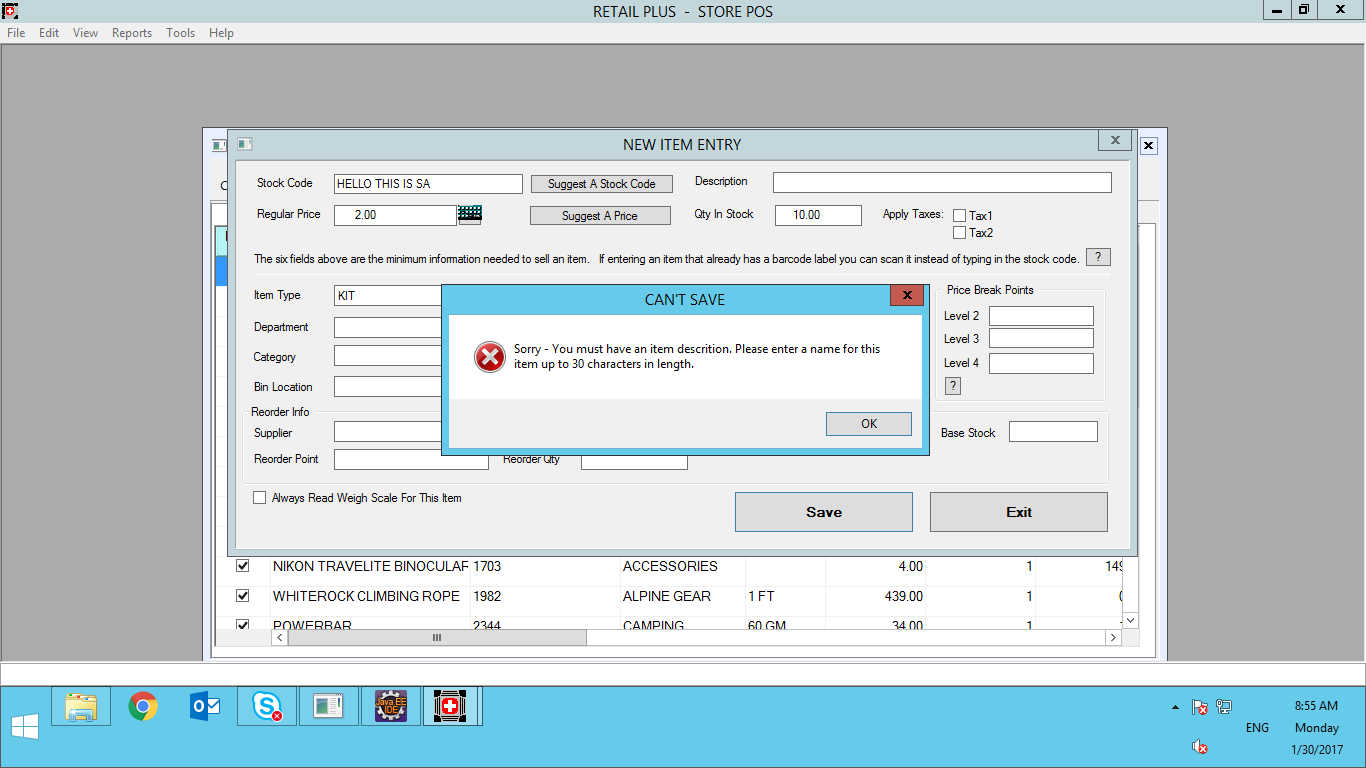 RETAIL PLUS - STORE POS
File Edit View Reports Tools Help
NEW ITEM ENTRY
Stock Code HELLO THIS IS SA Suggest A Stock Code Description
Regular Price 2.00 Suggest A Price Qty In Stock 10.00 Apply Taxes: Tax1
Tax2
The six fields above are the minimum information needed to sell an item. If entering an item that already has a barcode label you can scan it instead of typing in the stock code. ?
Item Type KIT
Department
Category
Bin Location
Price Break Points
Level 2
Level 3
Level 4
?
CAN'T SAVE
Sorry - You must have an item descrition. Please enter a name for this
item up to 30 characters in length.
OK
Reorder Info
Supplier
Base Stock
Reorder Point Reorder Qty
Always Read Weigh Scale For This Item
Save Exit
NIKON TRAVELITE BINOCULAR 1703 ACCESSORIES 4.00 1 149
WHITEROCK CLIMBING ROPE 1982 ALPINE GEAR 1 FT 439.00 1
POWERBAR 2344 CAMPING 60 GM 34.00 1
Java EE
IDE
8:55 AM
ENG Monday
1/30/2017